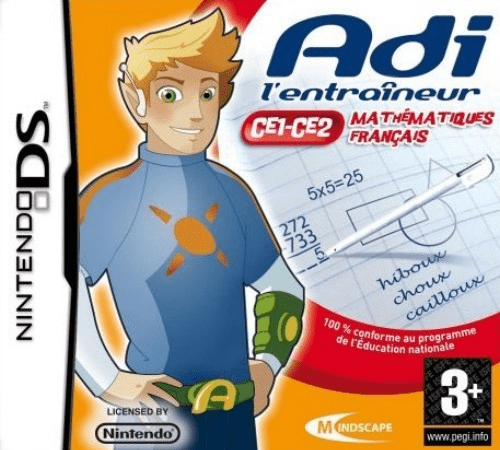 NINTENDO DS™
Adi
l'entraîneur
CE1-CE2
MATHÉMATIQUES
FRANÇAIS
5x5=25
272
733
5
hiboux
choux
cailloux
100 % conforme au programme
de l'Éducation nationale
A
LICENSED BY
Nintendo
MINDSCAPE
3+
www.pegi.info